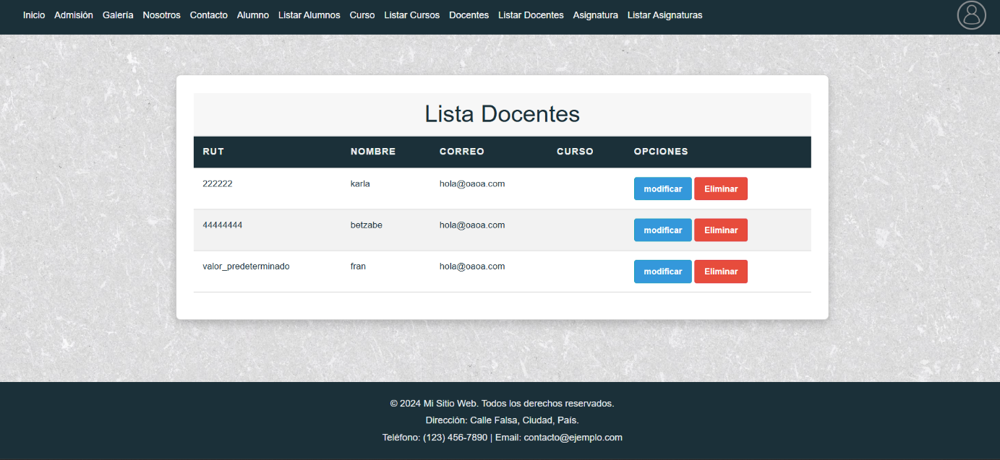 Inicio Admisión Galería Nosotros Contacto Alumno Listar Alumnos Curso Listar Cursos Docentes Listar Docentes Asignatura Listar Asignaturas
Lista Docentes
RUT NOMBRE CORREO CURSO OPCIONES
222222 karla hola@oaoa.com modificar Eliminar
44444444 betzabe hola@oaoa.com modificar Eliminar
valor_predeterminado fran hola@oaoa.com modificar Eliminar
© 2024 Mi Sitio Web. Todos los derechos reservados.
Dirección: Calle Falsa, Ciudad, País.
Teléfono: (123) 456-7890 | Email: contacto@ejemplo.com